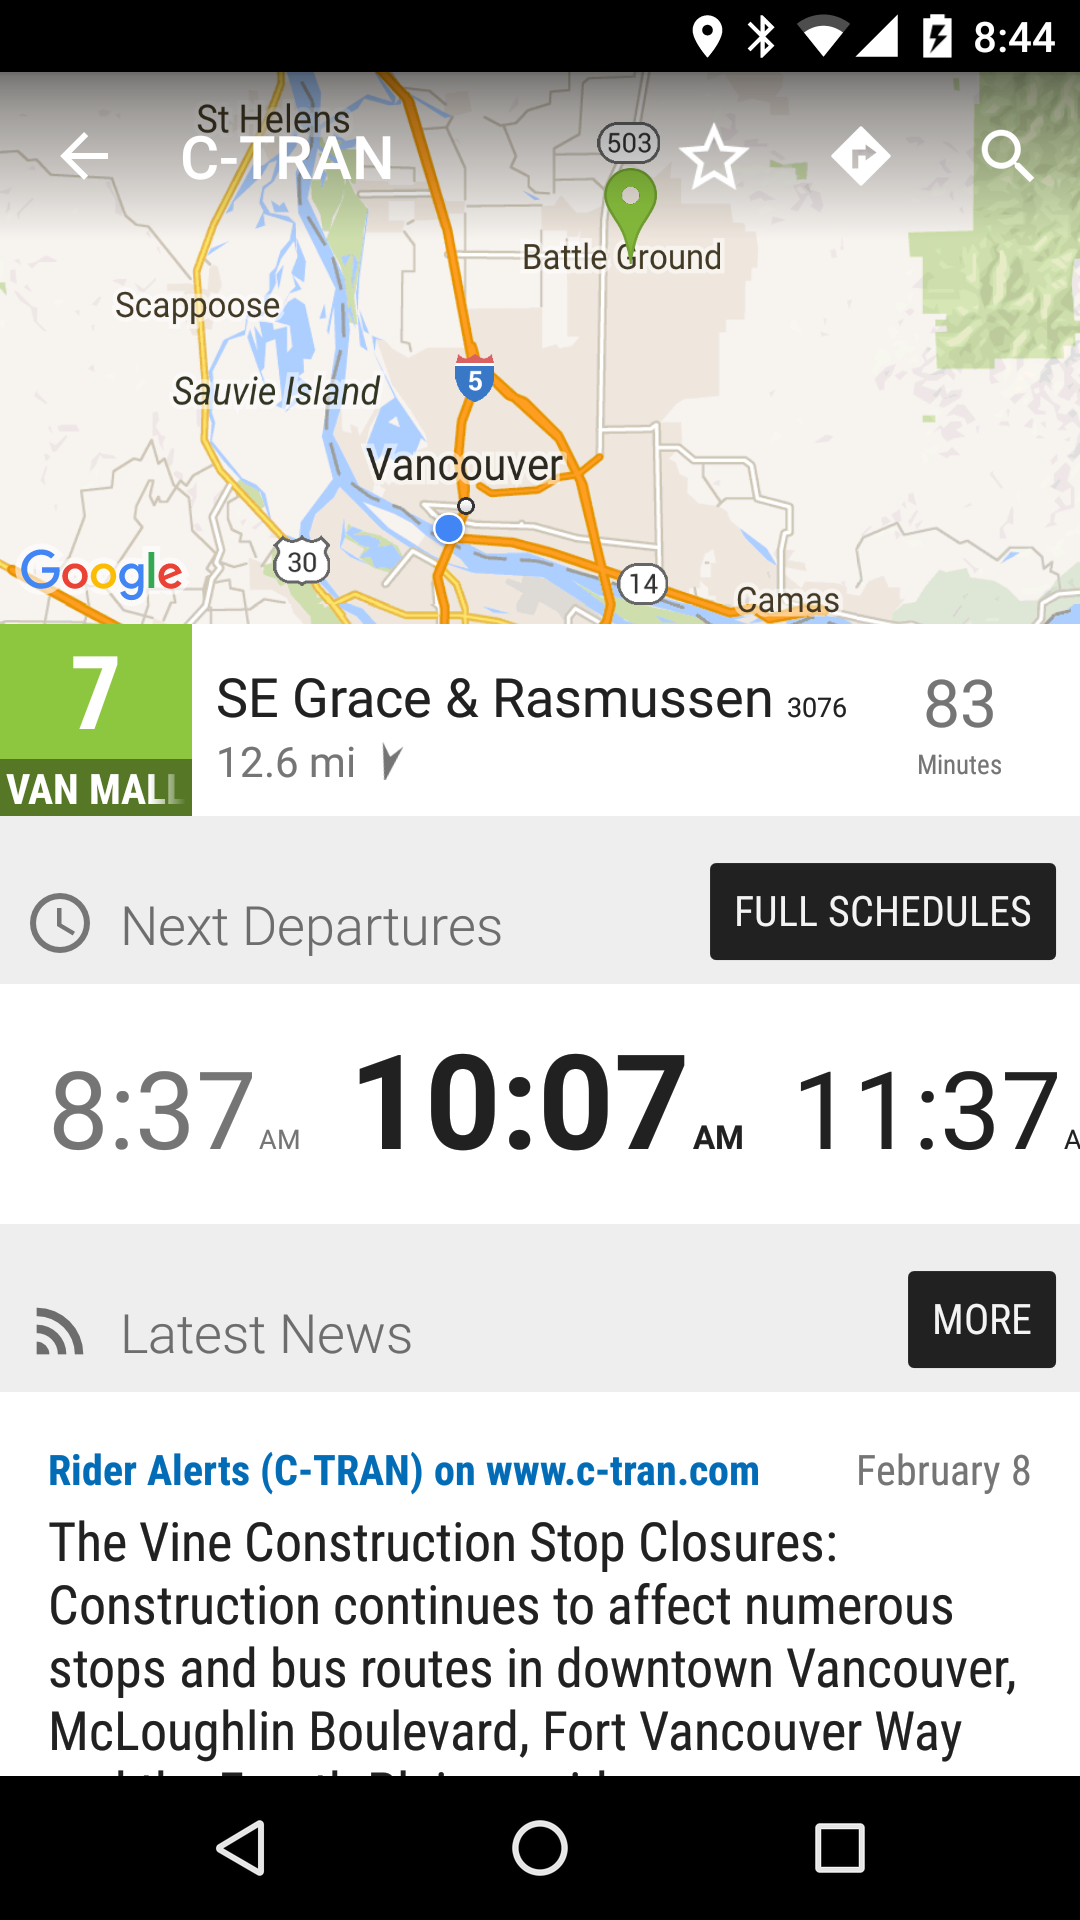 8:44
St Helens
C-TRAN
503
Battle Ground
Scappoose
5
Sauvie Island
Vancouver
30
Google
14
Camas
7
VAN MALL
SE Grace & Rasmussen 3076
12.6 mi
83
Minutes
Next Departures
FULL SCHEDULES
8:37 AM 10:07 AM 11:37
Latest News
MORE
Rider Alerts (C-TRAN) on www.c-tran.com
February 8
The Vine Construction Stop Closures:
Construction continues to affect numerous
stops and bus routes in downtown Vancouver,
McLoughlin Boulevard, Fort Vancouver Way